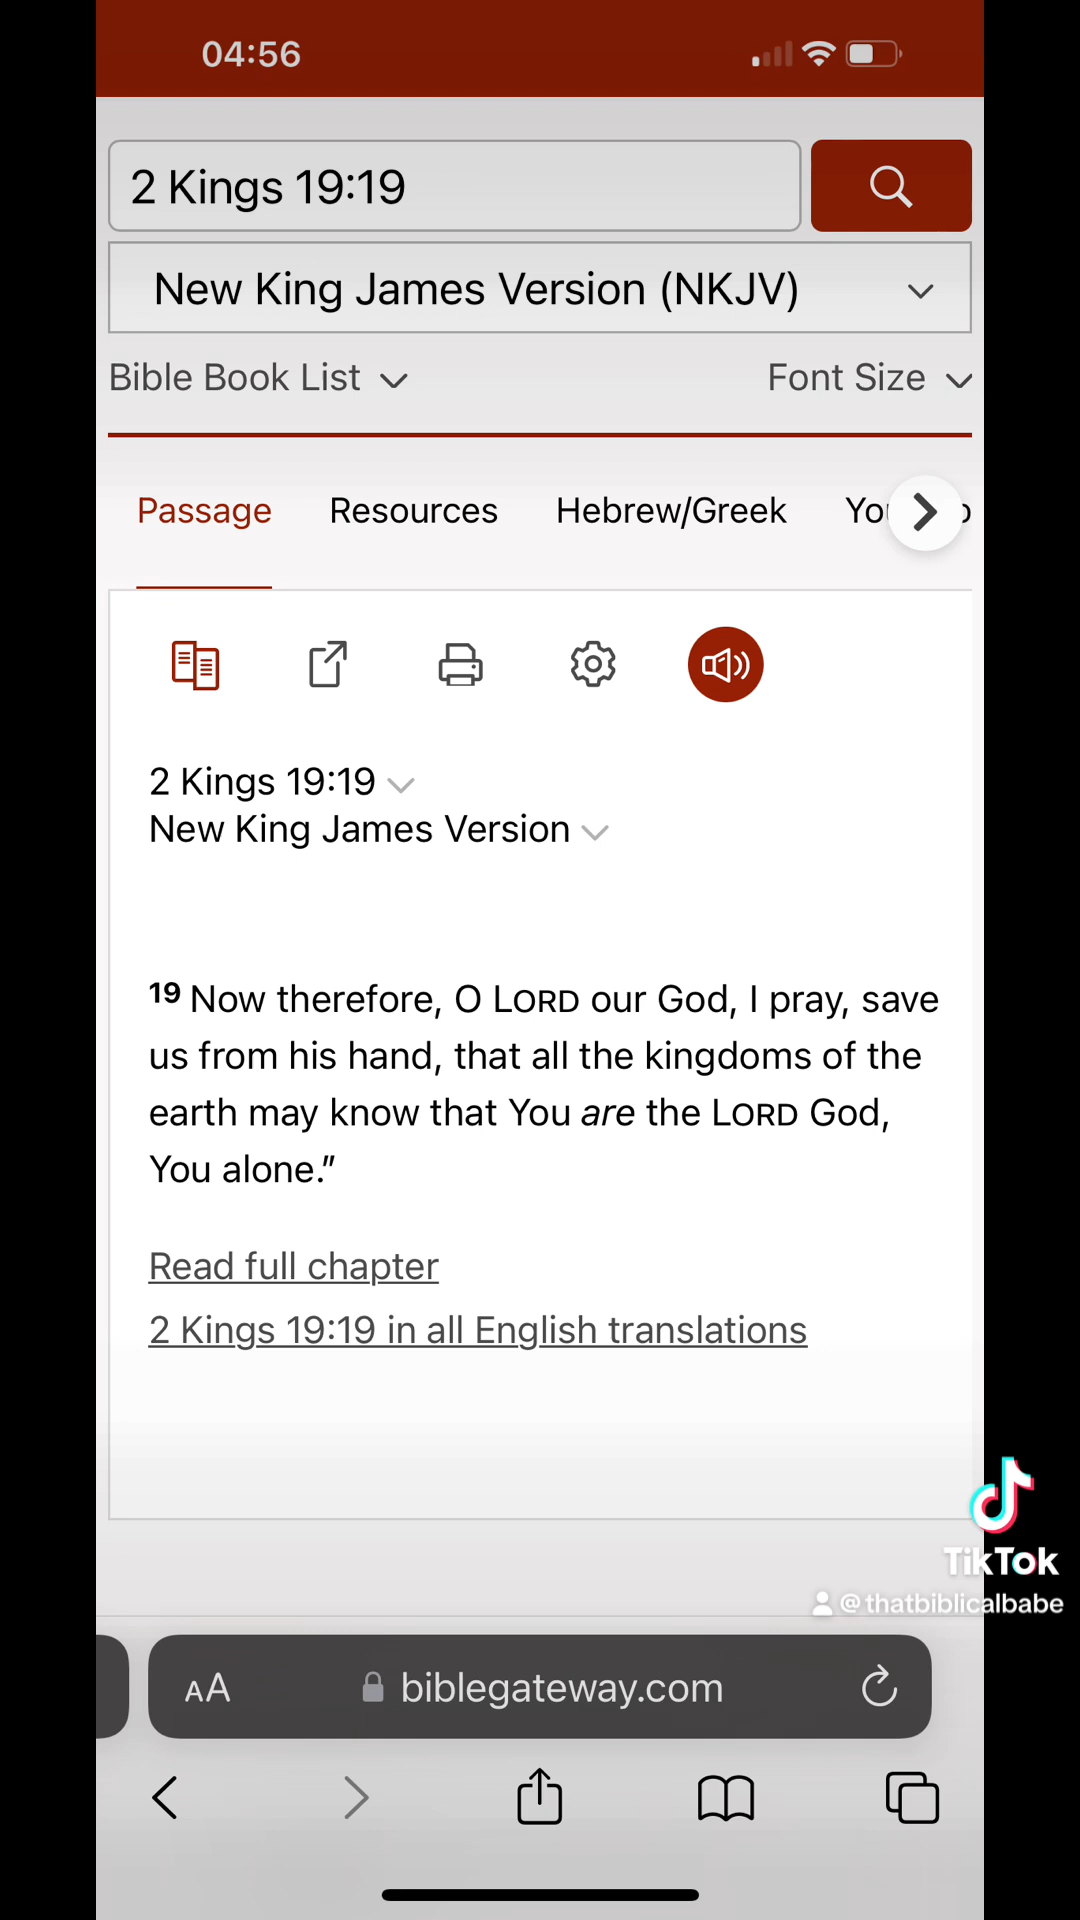 04:56
2 Kings 19:19
New King James Version (NKJV)
Bible Book List
Font Size
Passage Resources Hebrew/Greek
2 Kings 19:19
New King James Version
19 Now therefore, O LORD our God, I pray, save
us from his hand, that all the kingdoms of the
earth may know that You are the LORD God,
You alone.”
Read full chapter
2 Kings 19:19 in all English translations
TikTok
@thatbiblicalbabe
AA biblegateway.com